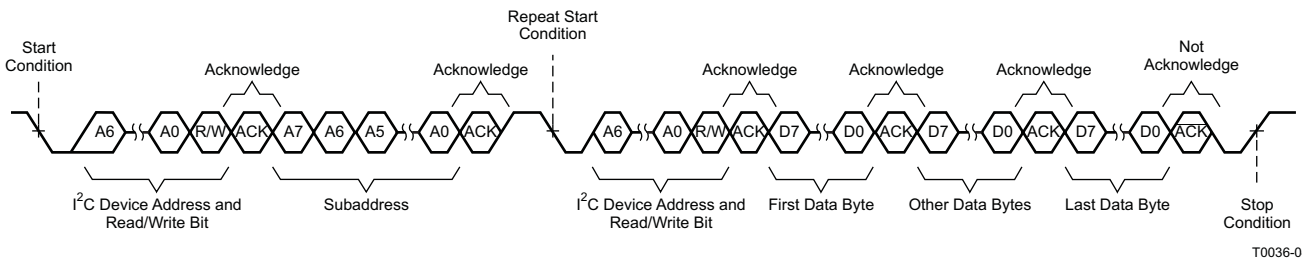 Repeat Start
Condition
Start
Condition
Not
Acknowledge
Acknowledge
Acknowledge
Acknowledge
Acknowledge
Acknowledge
A6 A0 R/W ACK A7 A6 A5 A0 ACK A6 A0 R/W ACK D7 D0 ACK D7 D0 ACK D7 D0 ACK
I²C Device Address and
Read/Write Bit
Subaddress
I²C Device Address and
Read/Write Bit
First Data Byte
Other Data Bytes
Last Data Byte
Stop
Condition
T0036-0